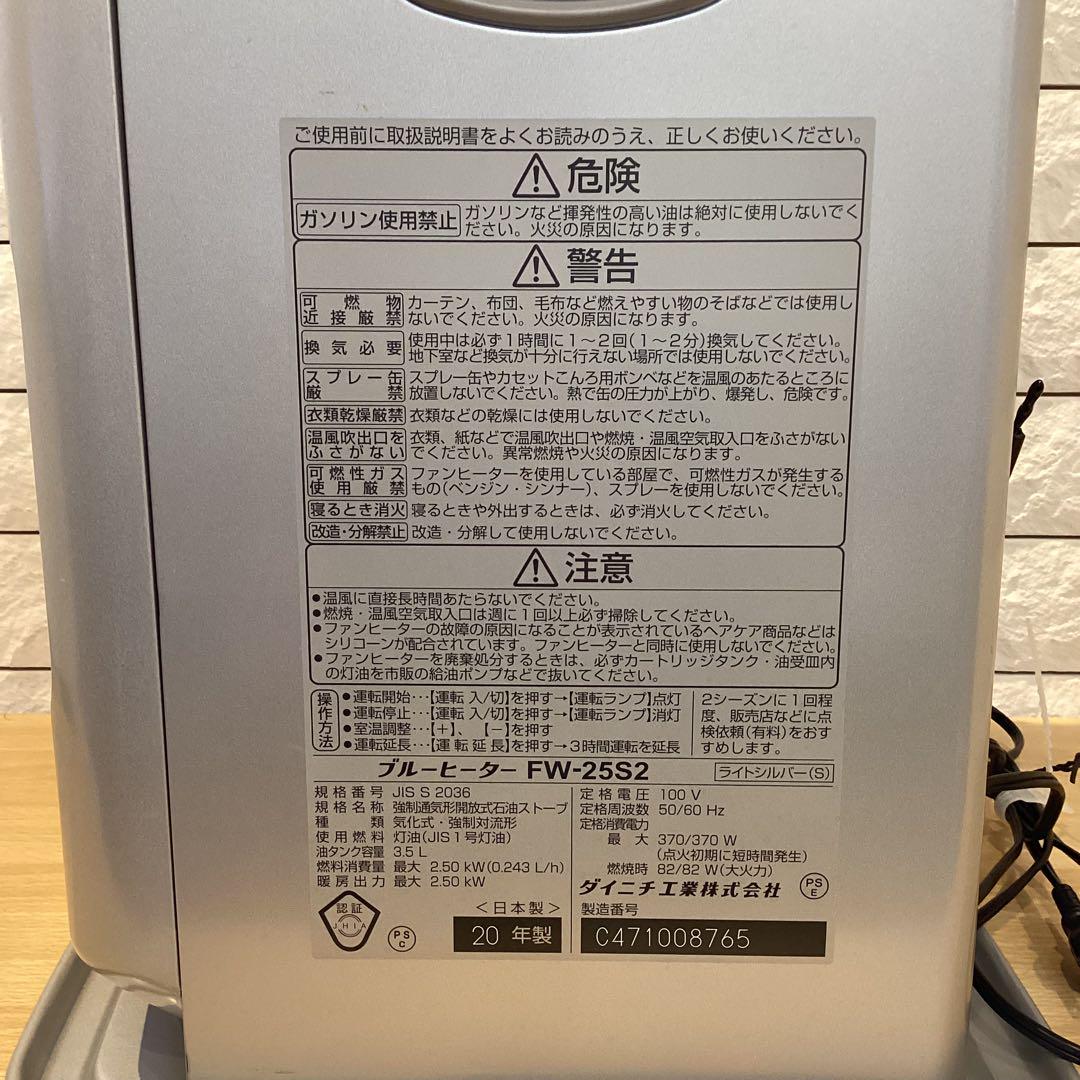 ご使用前に取扱説明書をよくお読みのうえ、正しくお使いください。
危険
ガソリン使用禁止
ガソリンなど揮発性の高い油は絶対に使用しないでく
ださい。火災の原因になります。
警告
可燃物
近接厳禁
カーテン、布団、毛布など燃えやすい物のそばなどでは使用し
ないでください。火災の原因になります。
換気必要
使用中は必ず1時間に1〜2回(1〜2分)換気してください。
地下室など換気が十分に行えない場所では使用しないでください。
スプレー缶
厳禁
スプレー缶やカセットこんろ用ボンベなどを温風のあたるところに
放置しないでください。熱で缶の圧力が上がり、爆発し、危険です。
衣類乾燥厳禁
衣類などの乾燥には使用しないでください。
温風吹出口を
ふさがない
衣類、紙などで温風吹出口や燃焼・温風空気取入口をふさがない
でください。異常燃焼や火災の原因になります。
可燃性ガス
使用厳禁
ファンヒーターを使用している部屋で、可燃性ガスが発生する
もの(ベンジン・シンナー)、スプレーを使用しないでください。
寝るとき消火
寝るときや外出するときは、必ず消火してください。
改造・分解禁止
改造・分解して使用しないでください。
注意
●温風に直接長時間あたらないでください。
●燃焼・温風空気取入口は週に1回以上必ず掃除してください。
●ファンヒーターの故障の原因になることが表示されているヘアケア商品などは
シリコーンが配合されています。ファンヒーターと同時に使用しないでください。
●ファンヒーターを廃棄処分するときは、必ずカートリッジタンク・油受皿内
の灯油を市販の給油ポンプなどで抜いてください。
操作方法
●運転開始･･･【運転 入/切】を押す→【運転ランプ】点灯
●運転停止･･･【運転 入/切】を押す→【運転ランプ】消灯
●室温調整･･･【+】、【−】を押す
●運転延長･･･【運転延長】を押す→3時間運転を延長
2シーズンに1回程
度、販売店などに点
検依頼(有料)をおす
すめします。
ブルーヒーター FW-25S2
ライトシルバー(S)
規格番号 JIS S 2036
規格名称 強制通気形開放式石油ストーブ
種類 気化式・強制対流形
使用燃料 灯油(JIS1号灯油)
油タンク容量 3.5 L
燃料消費量 最大 2.50 kW(0.243 L/h)
暖房出力 最大 2.50 kW
定格電圧 100 V
定格周波数 50/60 Hz
定格消費電力
最大 370/370 W
(点火初期に短時間発生)
燃焼時 82/82 W(大火力)
ダイニチ工業株式会社
PS
E
認証
JHIA
PS
C
<日本製>
20 年製
製造番号
C471008765